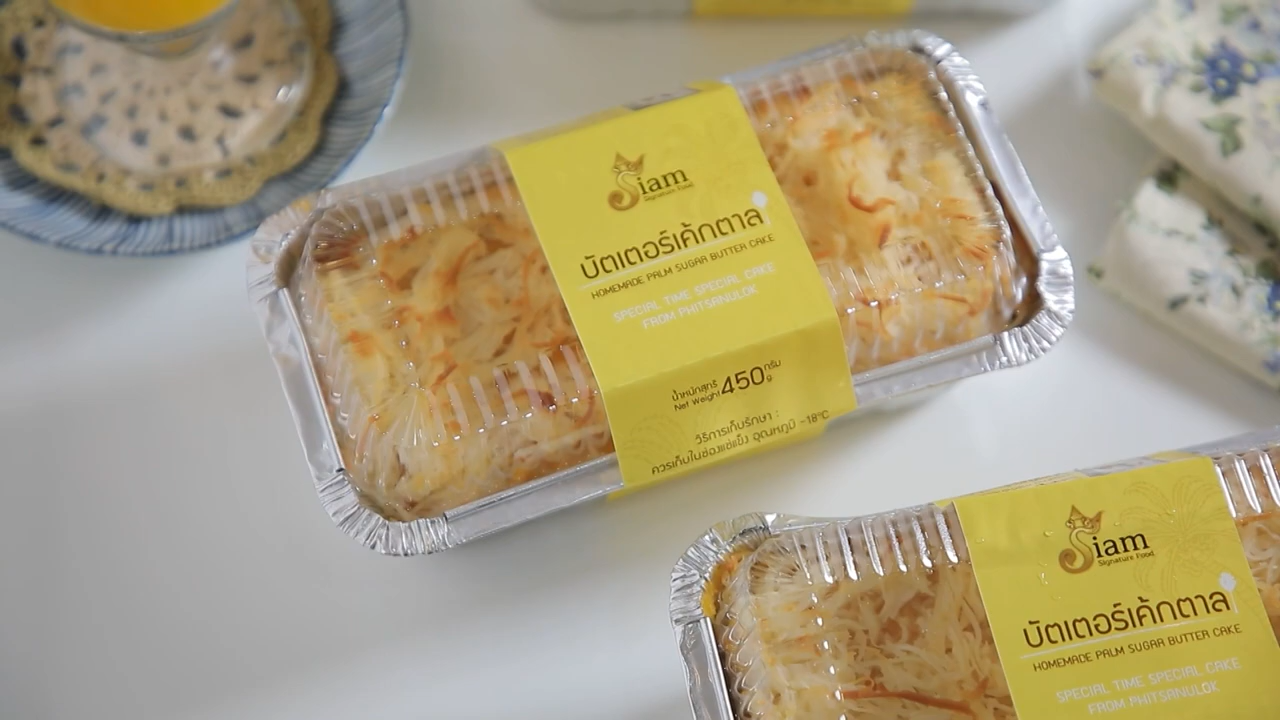 Siam
Signature Food
บัตเตอร์เค้กตาล
HOMEMADE PALM SUGAR BUTTER CAKE
SPECIAL TIME SPECIAL CAKE
FROM PHITSANULOK
น้ำหนักสุทธิ 450 กรัม
Net Weight g.
วิธีการเก็บรักษา :
ควรเก็บในช่องแช่แข็ง อุณหภูมิ -18°C
Siam
Signature Food
บัตเตอร์เค้กตาล
HOMEMADE PALM SUGAR BUTTER CAKE
SPECIAL TIME SPECIAL CAKE
FROM PHITSANULOK